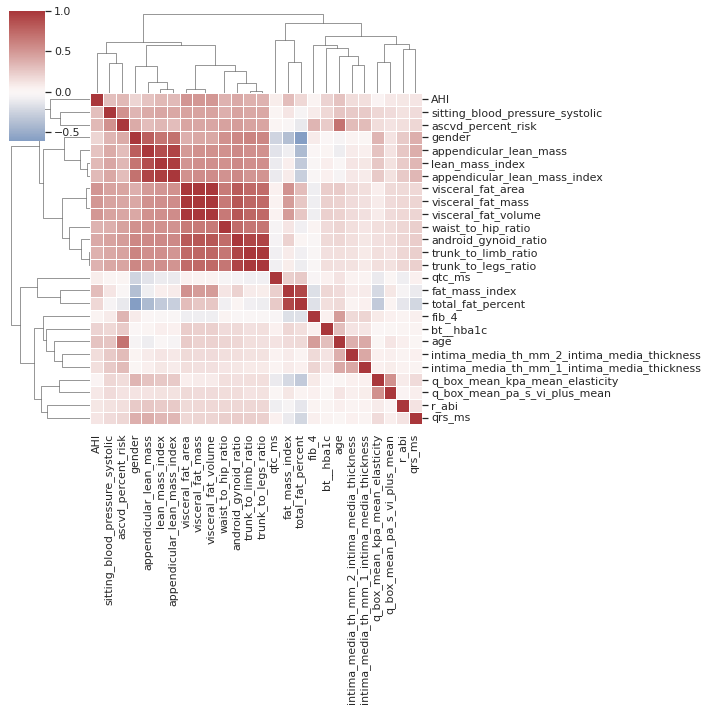 1.0
0.5
0.0
−0.5
AHI
sitting_blood_pressure_systolic
ascvd_percent_risk
gender
appendicular_lean_mass
lean_mass_index
appendicular_lean_mass_index
visceral_fat_area
visceral_fat_mass
visceral_fat_volume
waist_to_hip_ratio
android_gynoid_ratio
trunk_to_limb_ratio
trunk_to_legs_ratio
qtc_ms
fat_mass_index
total_fat_percent
fib_4
bt__hba1c
age
intima_media_th_mm_2_intima_media_thickness
intima_media_th_mm_1_intima_media_thickness
q_box_mean_kpa_mean_elasticity
q_box_mean_pa_s_vi_plus_mean
r_abi
qrs_ms
AHI
sitting_blood_pressure_systolic
ascvd_percent_risk
gender
appendicular_lean_mass
lean_mass_index
appendicular_lean_mass_index
visceral_fat_area
visceral_fat_mass
visceral_fat_volume
waist_to_hip_ratio
android_gynoid_ratio
trunk_to_limb_ratio
trunk_to_legs_ratio
qtc_ms
fat_mass_index
total_fat_percent
fib_4
bt__hba1c
age
intima_media_th_mm_2_intima_media_thickness
intima_media_th_mm_1_intima_media_thickness
q_box_mean_kpa_mean_elasticity
q_box_mean_pa_s_vi_plus_mean
r_abi
qrs_ms